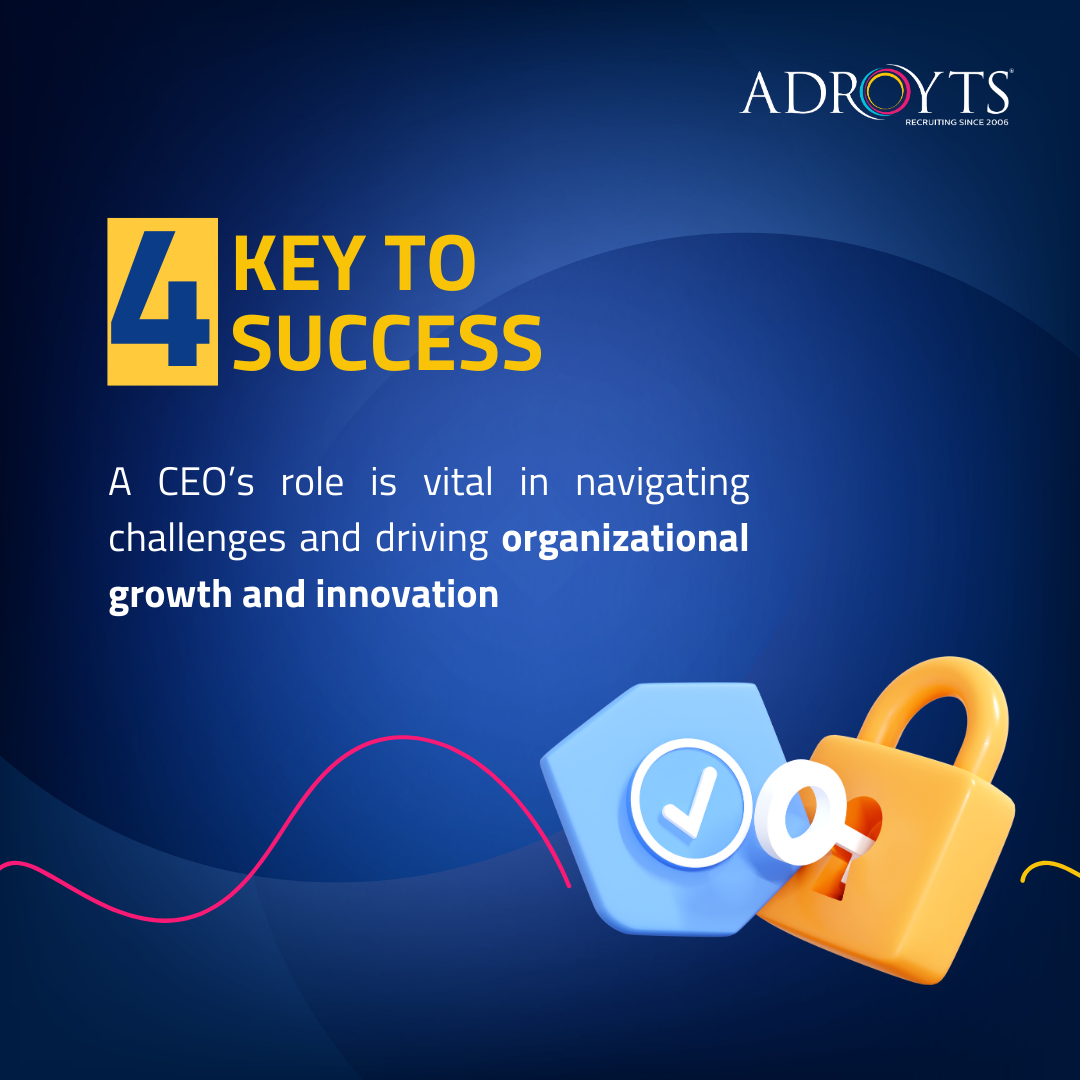 ADROYTS®
RECRUITING SINCE 2006
4 KEY TO
SUCCESS
A CEO’s role is vital in navigating
challenges and driving organizational
growth and innovation